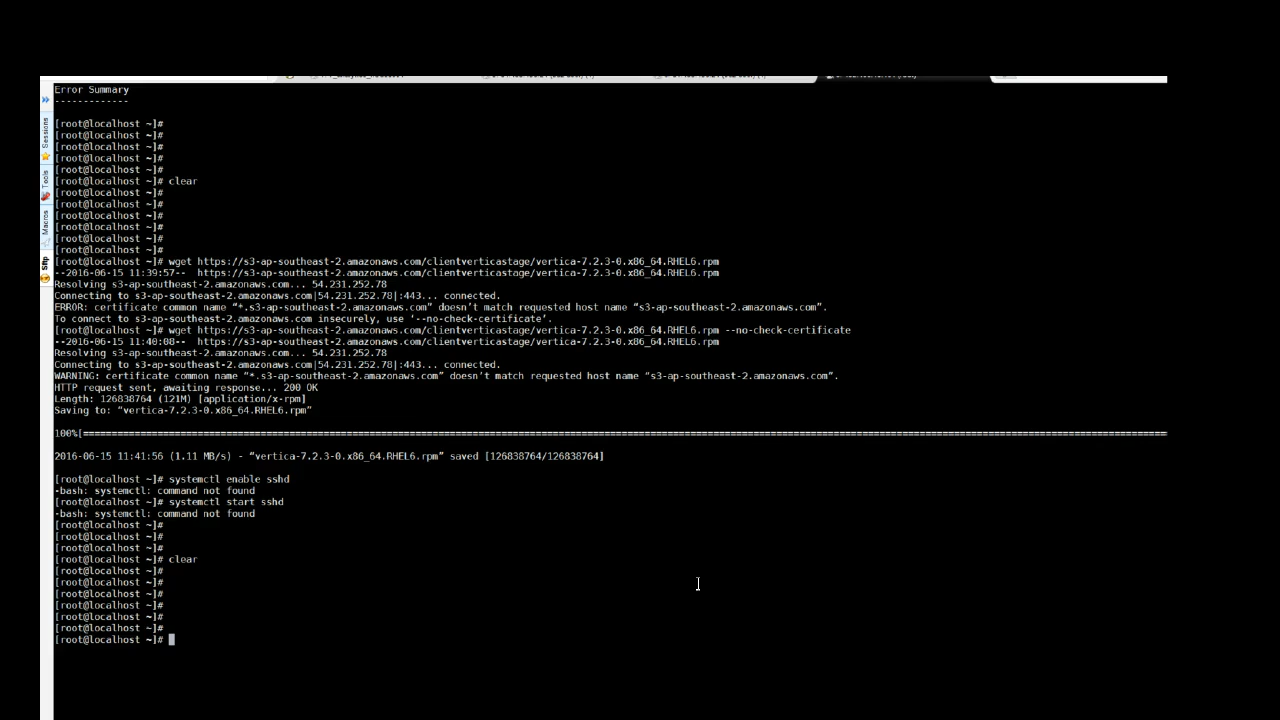 Error Summary
-------------
[root@localhost ~]#
[root@localhost ~]#
[root@localhost ~]#
[root@localhost ~]#
[root@localhost ~]#
[root@localhost ~]# clear
[root@localhost ~]#
[root@localhost ~]#
[root@localhost ~]#
[root@localhost ~]#
[root@localhost ~]#
[root@localhost ~]#
[root@localhost ~]# wget https://s3-ap-southeast-2.amazonaws.com/clientverticastage/vertica-7.2.3-0.x86_64.RHEL6.rpm
--2016-06-15 11:39:57-- https://s3-ap-southeast-2.amazonaws.com/clientverticastage/vertica-7.2.3-0.x86_64.RHEL6.rpm
Resolving s3-ap-southeast-2.amazonaws.com... 54.231.252.78
Connecting to s3-ap-southeast-2.amazonaws.com|54.231.252.78|:443... connected.
ERROR: certificate common name “*.s3-ap-southeast-2.amazonaws.com” doesn’t match requested host name “s3-ap-southeast-2.amazonaws.com”.
To connect to s3-ap-southeast-2.amazonaws.com insecurely, use ‘--no-check-certificate’.
[root@localhost ~]# wget https://s3-ap-southeast-2.amazonaws.com/clientverticastage/vertica-7.2.3-0.x86_64.RHEL6.rpm --no-check-certificate
--2016-06-15 11:40:08-- https://s3-ap-southeast-2.amazonaws.com/clientverticastage/vertica-7.2.3-0.x86_64.RHEL6.rpm
Resolving s3-ap-southeast-2.amazonaws.com... 54.231.252.78
Connecting to s3-ap-southeast-2.amazonaws.com|54.231.252.78|:443... connected.
WARNING: certificate common name “*.s3-ap-southeast-2.amazonaws.com” doesn’t match requested host name “s3-ap-southeast-2.amazonaws.com”.
HTTP request sent, awaiting response... 200 OK
Length: 126838764 (121M) [application/x-rpm]
Saving to: “vertica-7.2.3-0.x86_64.RHEL6.rpm”
100%[==========
2016-06-15 11:41:56 (1.11 MB/s) - “vertica-7.2.3-0.x86_64.RHEL6.rpm” saved [126838764/126838764]
[root@localhost ~]# systemctl enable sshd
-bash: systemctl: command not found
[root@localhost ~]# systemctl start sshd
-bash: systemctl: command not found
[root@localhost ~]#
[root@localhost ~]#
[root@localhost ~]#
[root@localhost ~]# clear
[root@localhost ~]#
[root@localhost ~]#
[root@localhost ~]#
[root@localhost ~]#
[root@localhost ~]#
[root@localhost ~]#
[root@localhost ~]#
Sessions
Tools
Macros
Sftp